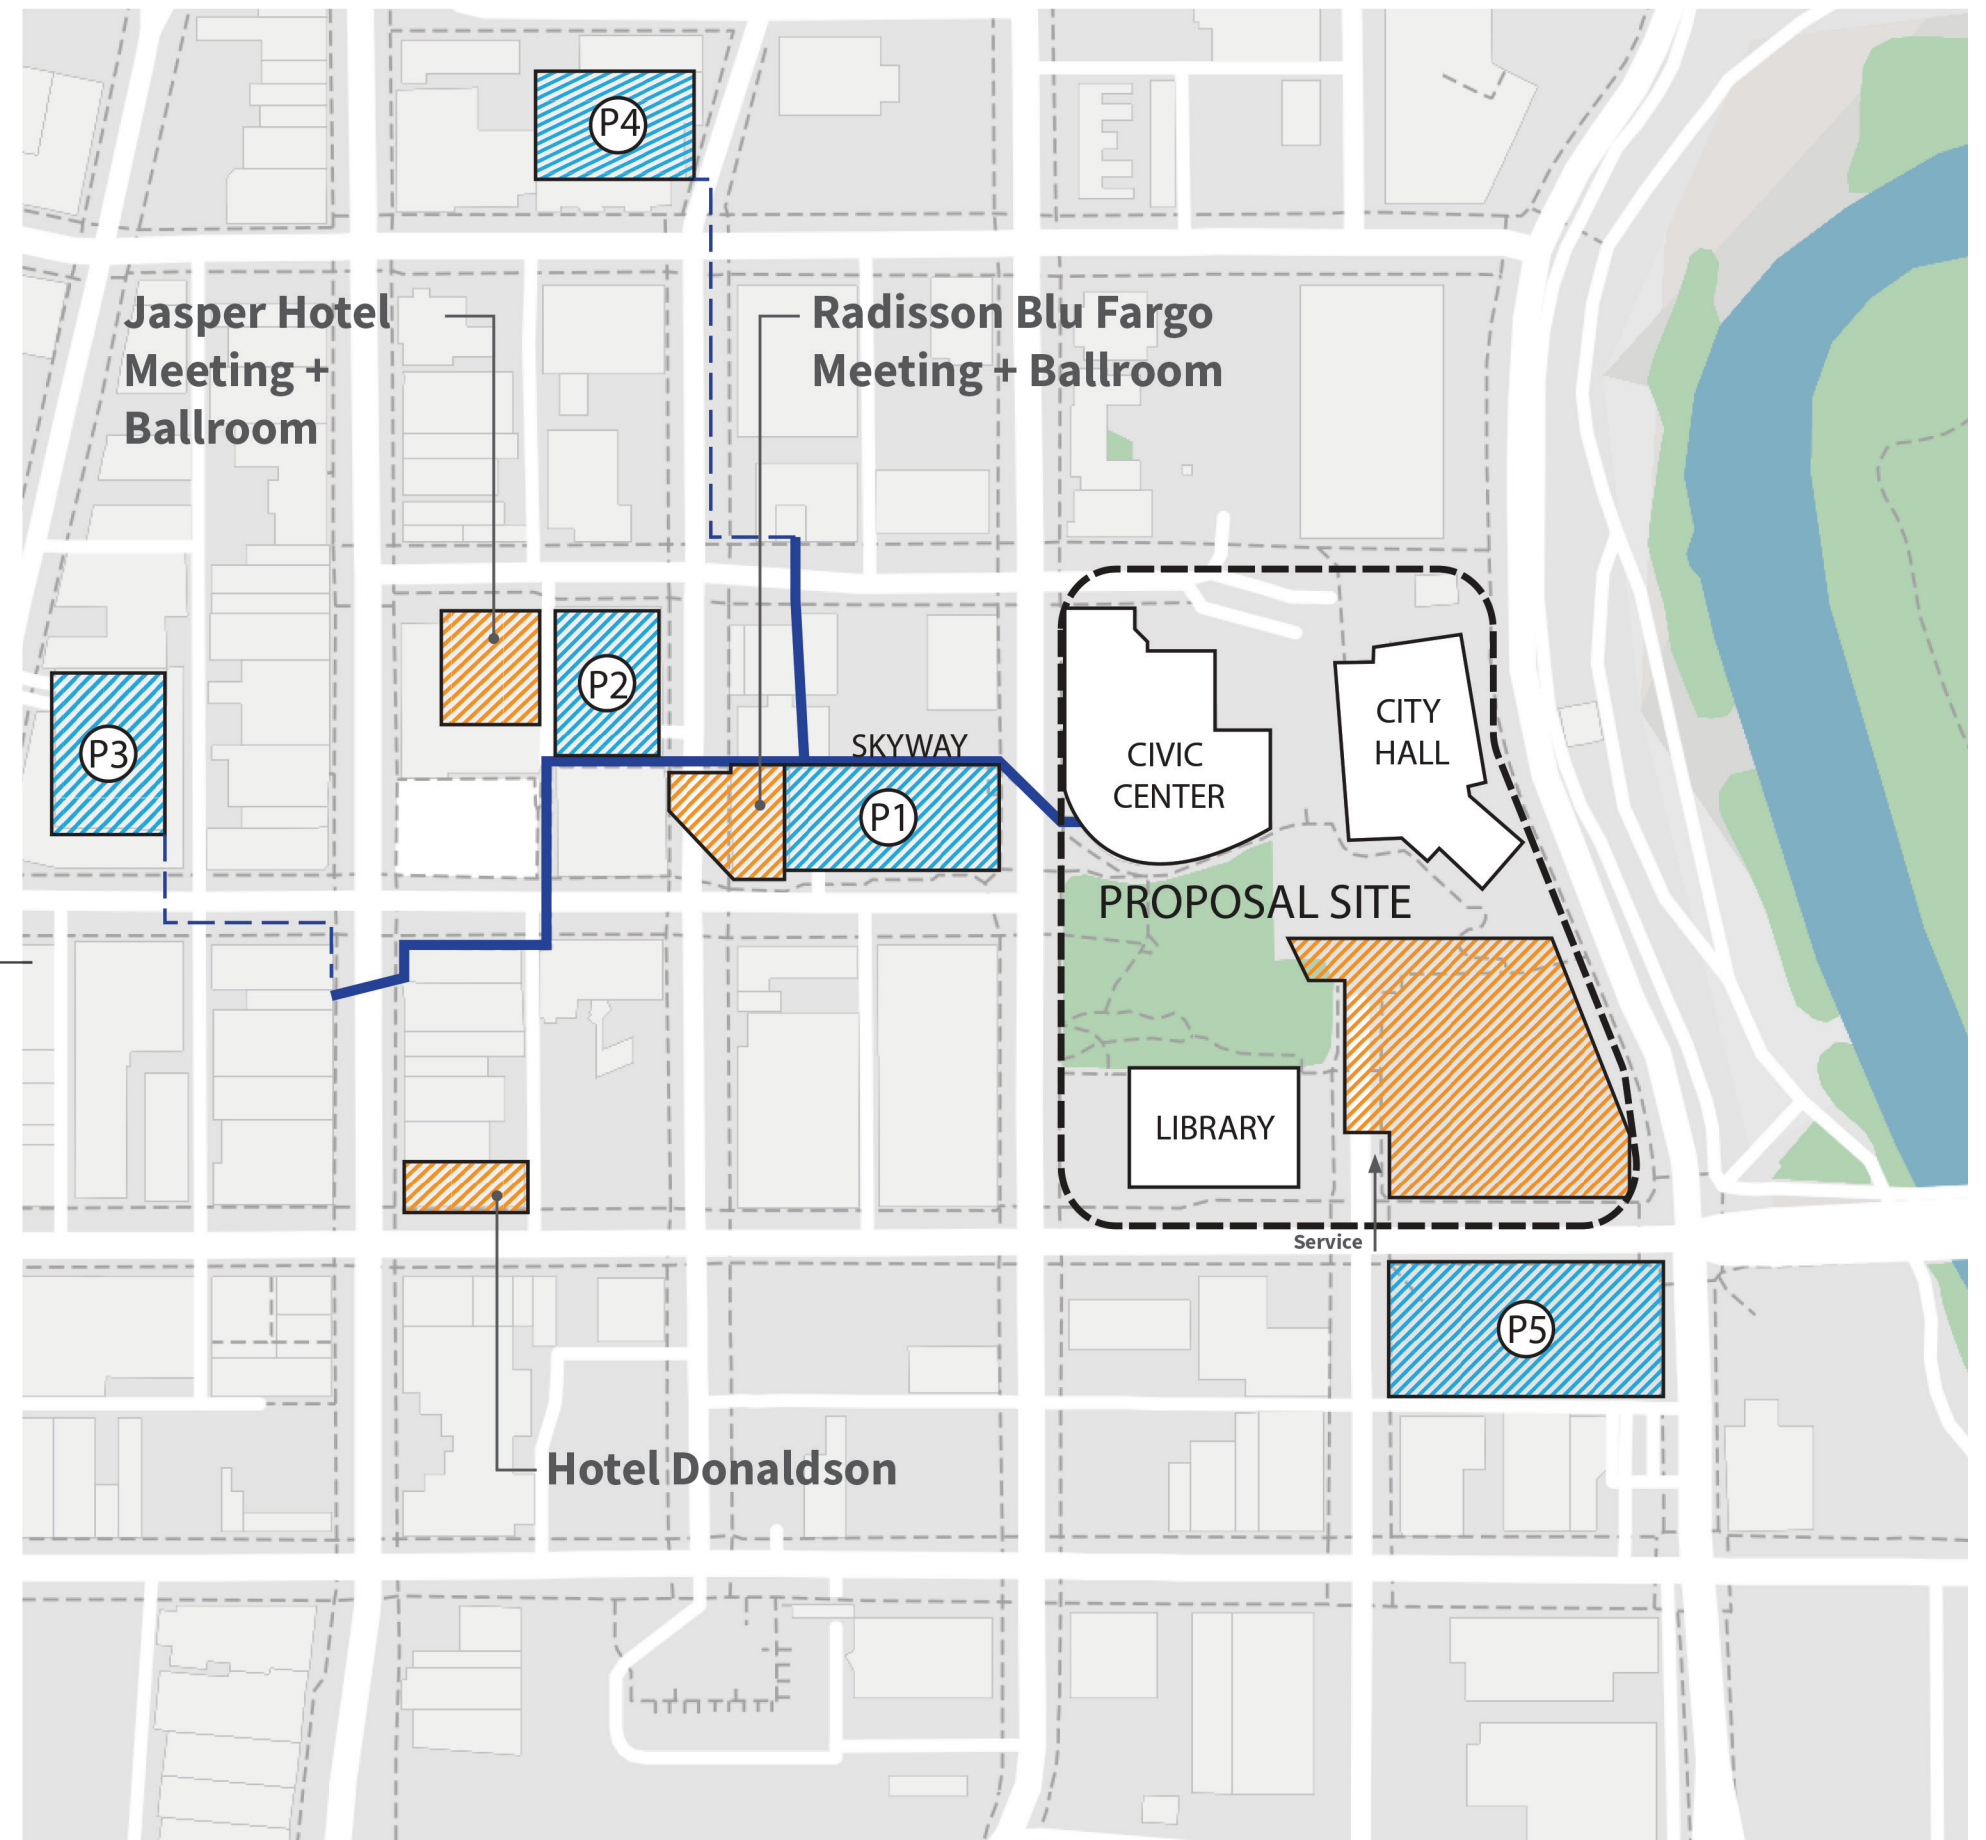 P4
Jasper Hotel
Meeting +
Ballroom
Radisson Blu Fargo
Meeting + Ballroom
P2
P3
SKYWAY
P1
CIVIC
CENTER
CITY
HALL
PROPOSAL SITE
LIBRARY
Service
P5
Hotel Donaldson